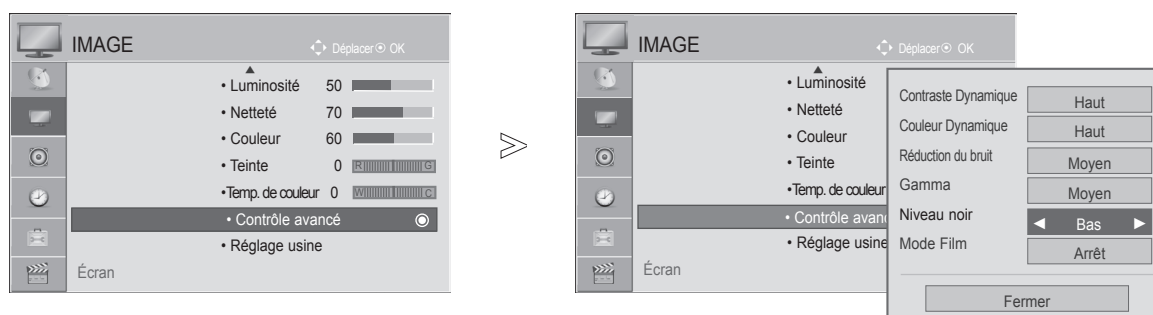 IMAGE
Déplacer OK
• Luminosité 50
• Netteté 70
• Couleur 60
• Teinte 0 R G
•Temp. de couleur 0 W C
• Contrôle avancé
• Réglage usine
Écran
IMAGE
Déplacer OK
• Luminosité
• Netteté
• Couleur
• Teinte
•Temp. de couleur
• Contrôle avanc
• Réglage usine
Écran
Contraste Dynamique Haut
Couleur Dynamique Haut
Réduction du bruit Moyen
Gamma Moyen
Niveau noir ◄ Bas ►
Mode Film Arrêt
Fermer